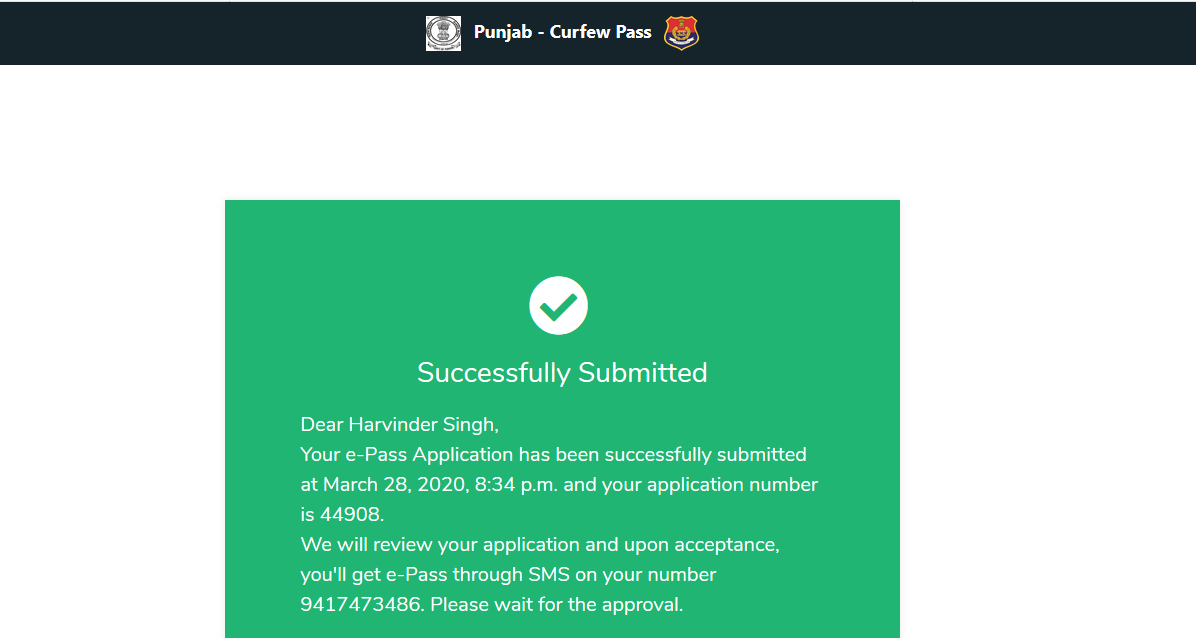 Punjab - Curfew Pass
Successfully Submitted
Dear Harvinder Singh,
Your e-Pass Application has been successfully submitted
at March 28, 2020, 8:34 p.m. and your application number
is 44908.
We will review your application and upon acceptance,
you'll get e-Pass through SMS on your number
9417473486. Please wait for the approval.